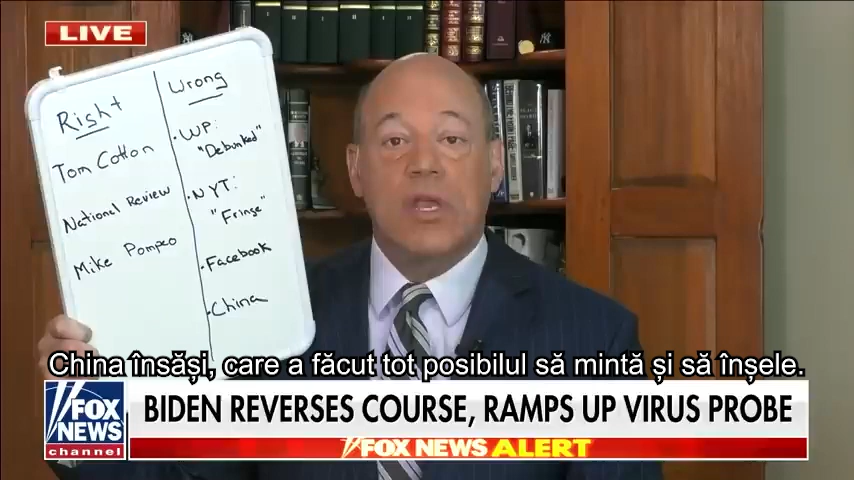 LIVE
Right
Wrong
Tom Cotton
National Review
Mike Pompeo
• WP:
"Debunked"
• NYT:
"Fringe"
• Facebook
• China
China însăși, care a făcut tot posibilul să mintă și să înșele.
FOX
NEWS
channel
BIDEN REVERSES COURSE, RAMPS UP VIRUS PROBE
FOX NEWS ALERT